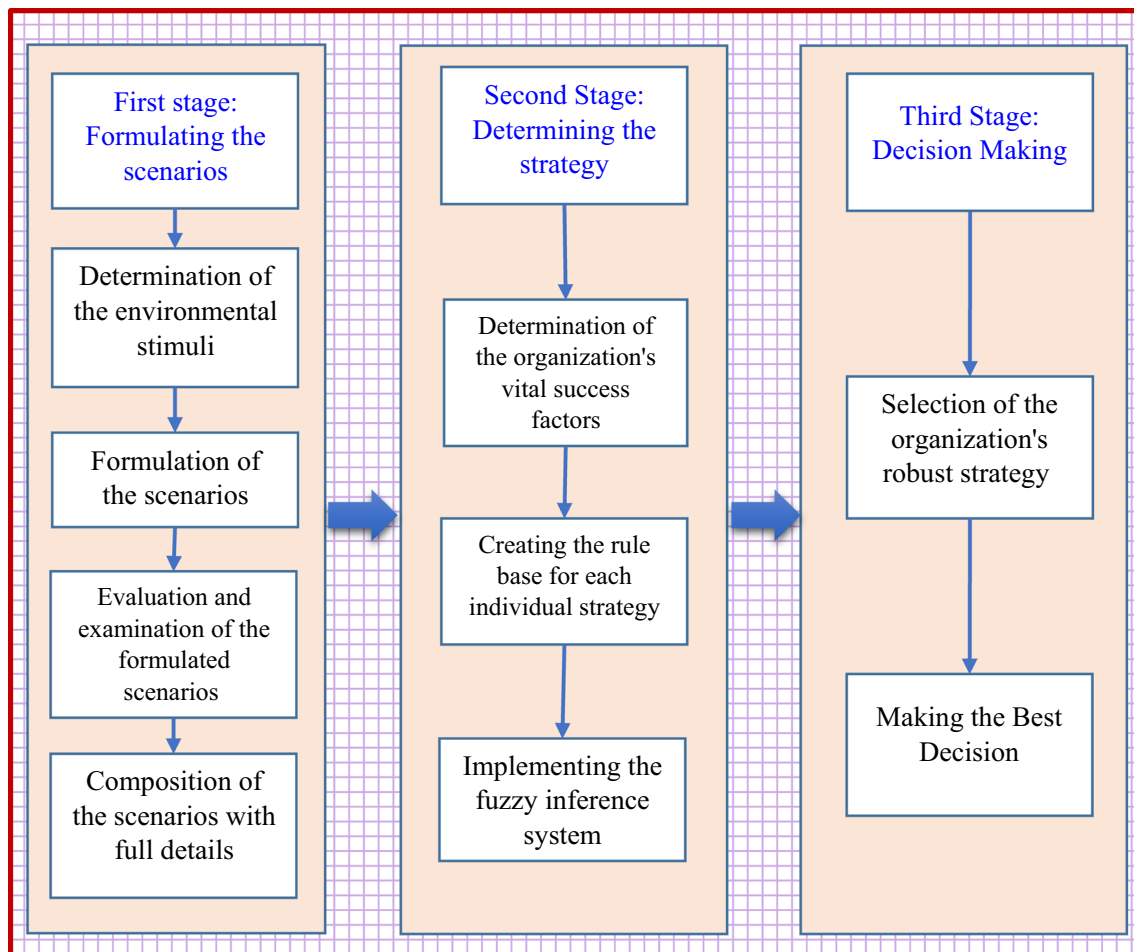 First stage:
Formulating the
scenarios
Determination of
the environmental
stimuli
Formulation of
the scenarios
Evaluation and
examination of the
formulated
scenarios
Composition of
the scenarios with
full details
Second Stage:
Determining the
strategy
Determination of
the organization's
vital success
factors
Creating the rule
base for each
individual strategy
Implementing the
fuzzy inference
system
Third Stage:
Decision Making
Selection of the
organization's
robust strategy
Making the Best
Decision